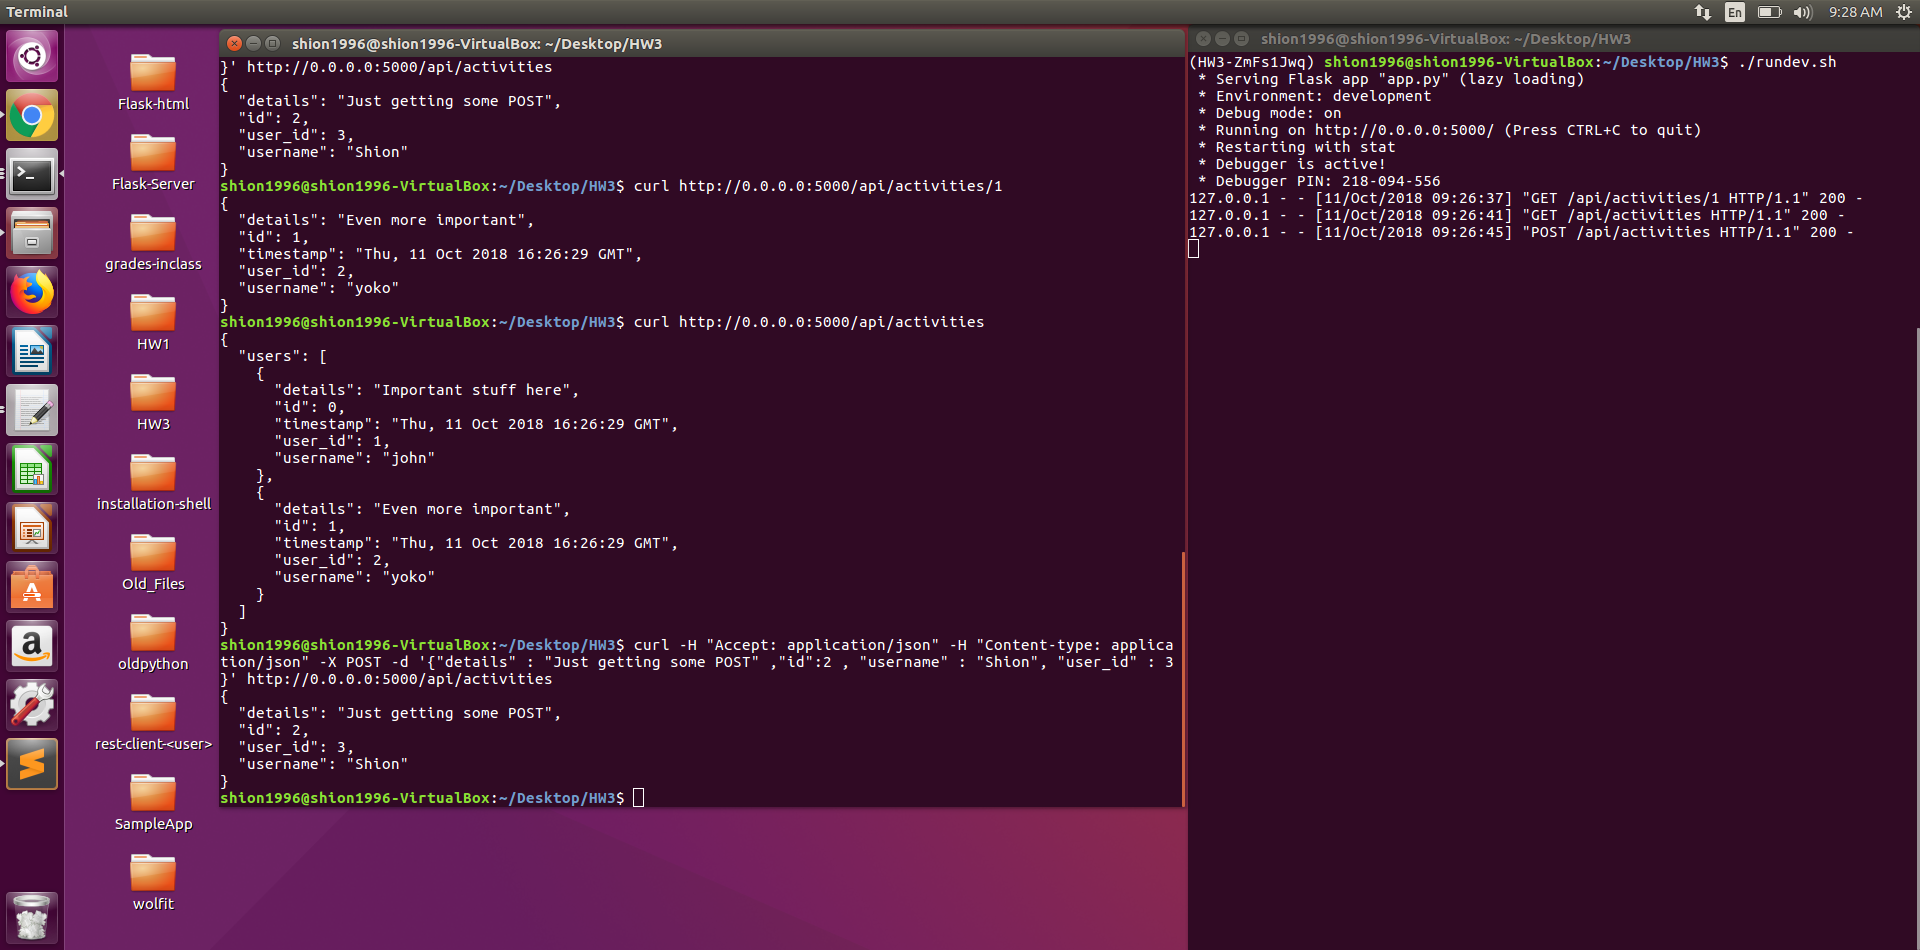 Terminal
En
9:28 AM
Flask-html
Flask-Server
grades-inclass
HW1
HW3
installation-shell
Old_Files
oldpython
rest-client-<user>
SampleApp
wolfit
shion1996@shion1996-VirtualBox: ~/Desktop/HW3
}' http://0.0.0.0:5000/api/activities
{
  "details": "Just getting some POST",
  "id": 2,
  "user_id": 3,
  "username": "Shion"
}
shion1996@shion1996-VirtualBox:~/Desktop/HW3$ curl http://0.0.0.0:5000/api/activities/1
{
  "details": "Even more important",
  "id": 1,
  "timestamp": "Thu, 11 Oct 2018 16:26:29 GMT",
  "user_id": 2,
  "username": "yoko"
}
shion1996@shion1996-VirtualBox:~/Desktop/HW3$ curl http://0.0.0.0:5000/api/activities
{
  "users": [
    {
      "details": "Important stuff here",
      "id": 0,
      "timestamp": "Thu, 11 Oct 2018 16:26:29 GMT",
      "user_id": 1,
      "username": "john"
    },
    {
      "details": "Even more important",
      "id": 1,
      "timestamp": "Thu, 11 Oct 2018 16:26:29 GMT",
      "user_id": 2,
      "username": "yoko"
    }
  ]
}
shion1996@shion1996-VirtualBox:~/Desktop/HW3$ curl -H "Accept: application/json" -H "Content-type: applica
tion/json" -X POST -d '{"details" : "Just getting some POST" ,"id":2 , "username" : "Shion", "user_id" : 3
}' http://0.0.0.0:5000/api/activities
{
  "details": "Just getting some POST",
  "id": 2,
  "user_id": 3,
  "username": "Shion"
}
shion1996@shion1996-VirtualBox:~/Desktop/HW3$
shion1996@shion1996-VirtualBox: ~/Desktop/HW3
(HW3-ZmFs1Jwq) shion1996@shion1996-VirtualBox:~/Desktop/HW3$ ./rundev.sh
 * Serving Flask app "app.py" (lazy loading)
 * Environment: development
 * Debug mode: on
 * Running on http://0.0.0.0:5000/ (Press CTRL+C to quit)
 * Restarting with stat
 * Debugger is active!
 * Debugger PIN: 218-094-556
127.0.0.1 - - [11/Oct/2018 09:26:37] "GET /api/activities/1 HTTP/1.1" 200 -
127.0.0.1 - - [11/Oct/2018 09:26:41] "GET /api/activities HTTP/1.1" 200 -
127.0.0.1 - - [11/Oct/2018 09:26:45] "POST /api/activities HTTP/1.1" 200 -